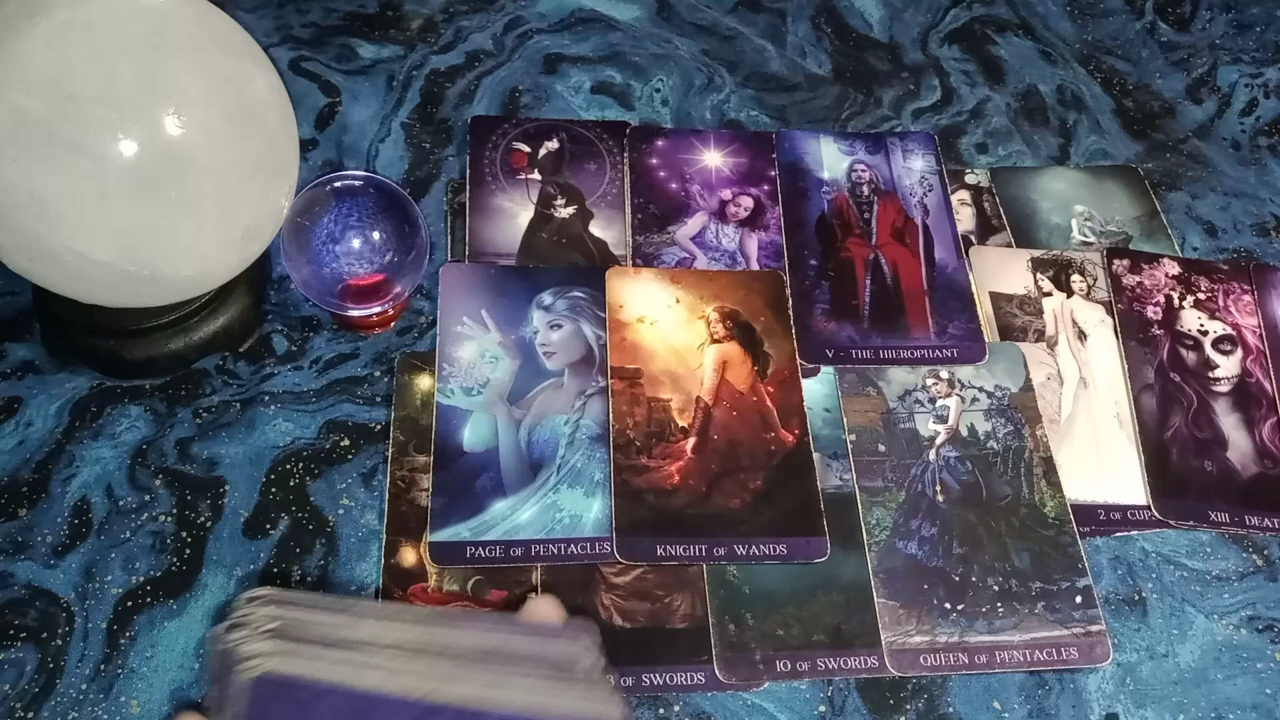 V - THE HIEROPHANT
2 OF CUPS
XIII - DEATH
PAGE OF PENTACLES
KNIGHT OF WANDS
10 OF SWORDS
QUEEN OF PENTACLES
OF SWORDS